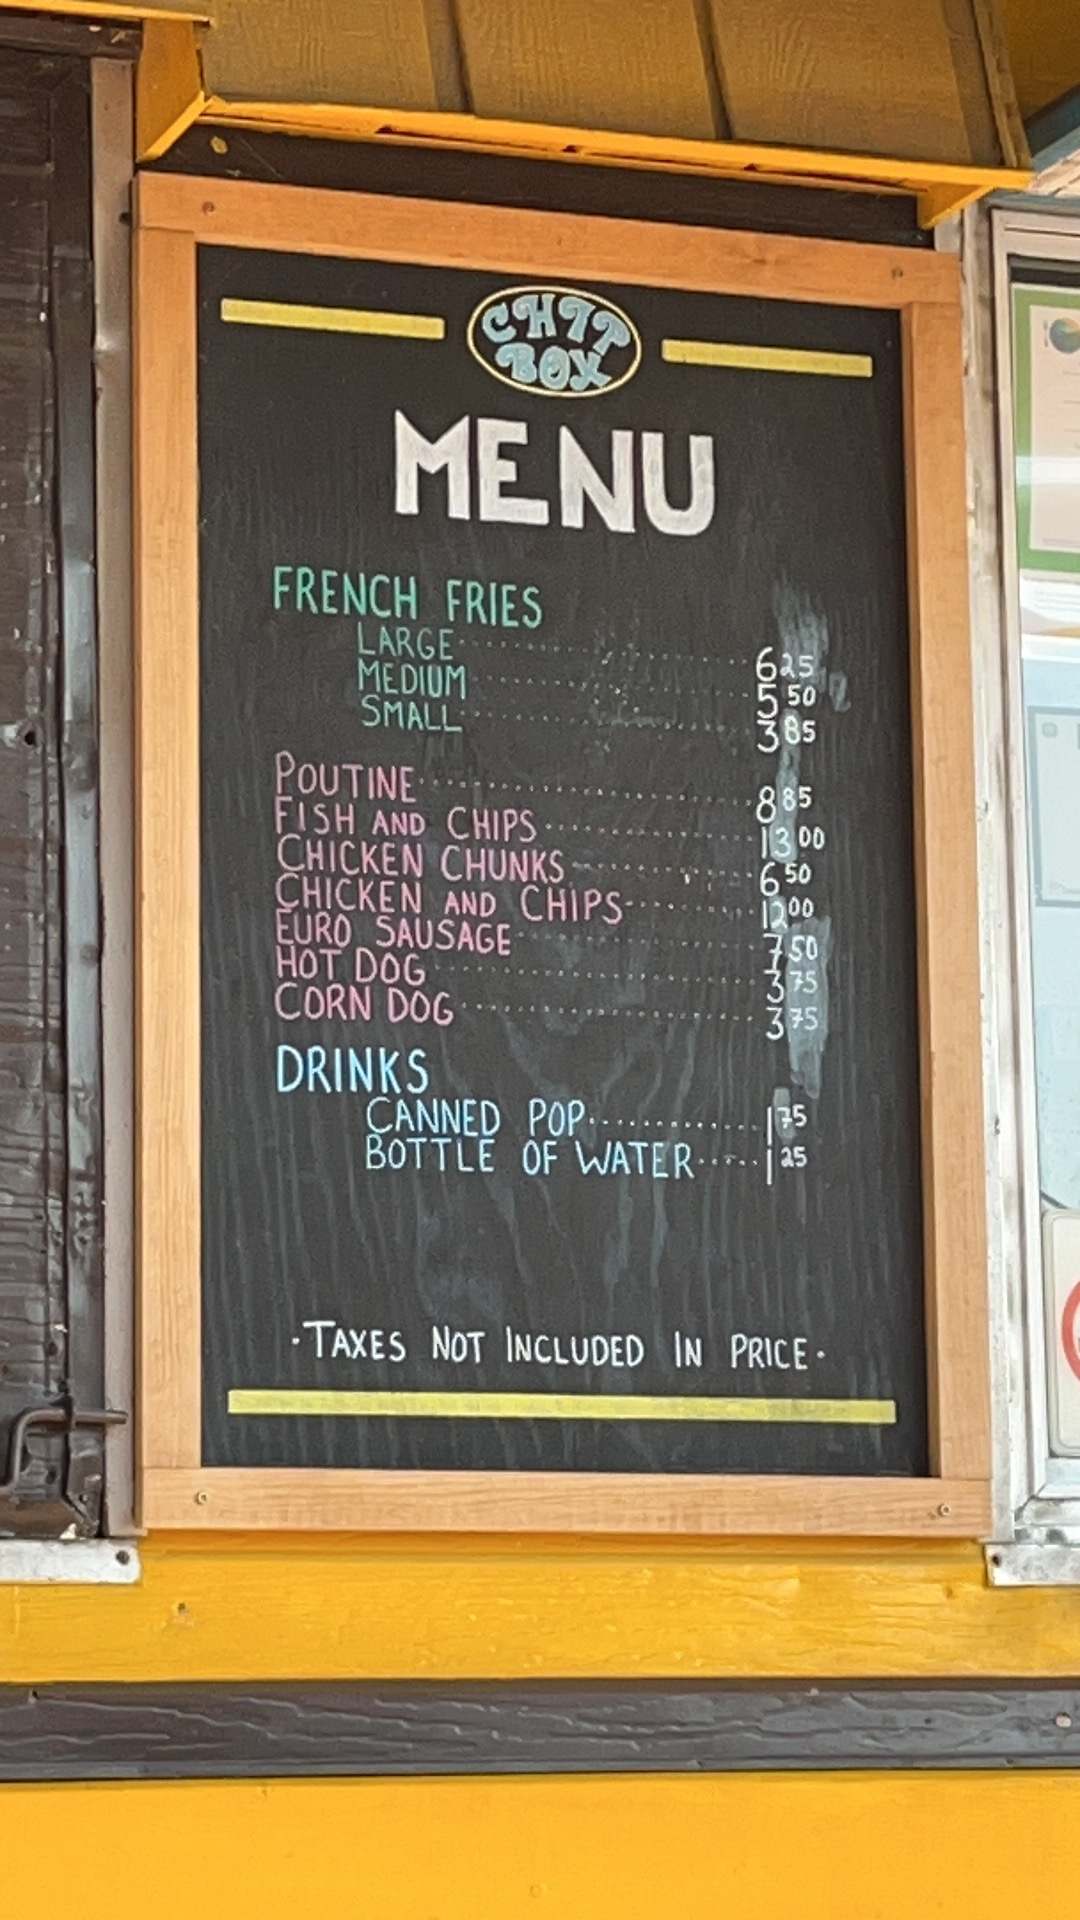 CHIP
BOX
MENU
FRENCH FRIES
LARGE 6 25
MEDIUM 5 50
SMALL 3 85
POUTINE 8 85
FISH AND CHIPS 13 00
CHICKEN CHUNKS 6 50
CHICKEN AND CHIPS 12 00
EURO SAUSAGE 7 50
HOT DOG 3 75
CORN DOG 3 75
DRINKS
CANNED POP 1 75
BOTTLE OF WATER 1 25
· TAXES NOT INCLUDED IN PRICE ·